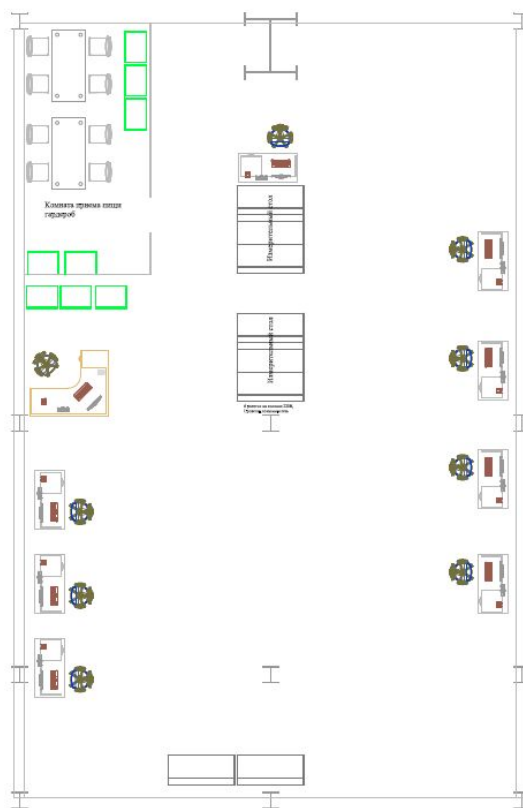 Комната приема пищи
гардероб
Измерительный стол
Измерительный стол